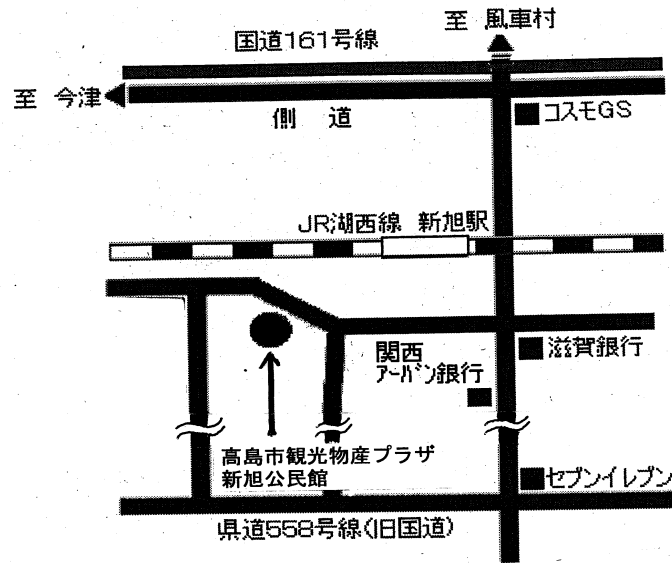 至 風車村
国道161号線
至 今津
側 道
コスモGS
JR湖西線 新旭駅
関西
アーバン銀行
滋賀銀行
高島市観光物産プラザ
新旭公民館
セブンイレブン
県道558号線(旧国道)